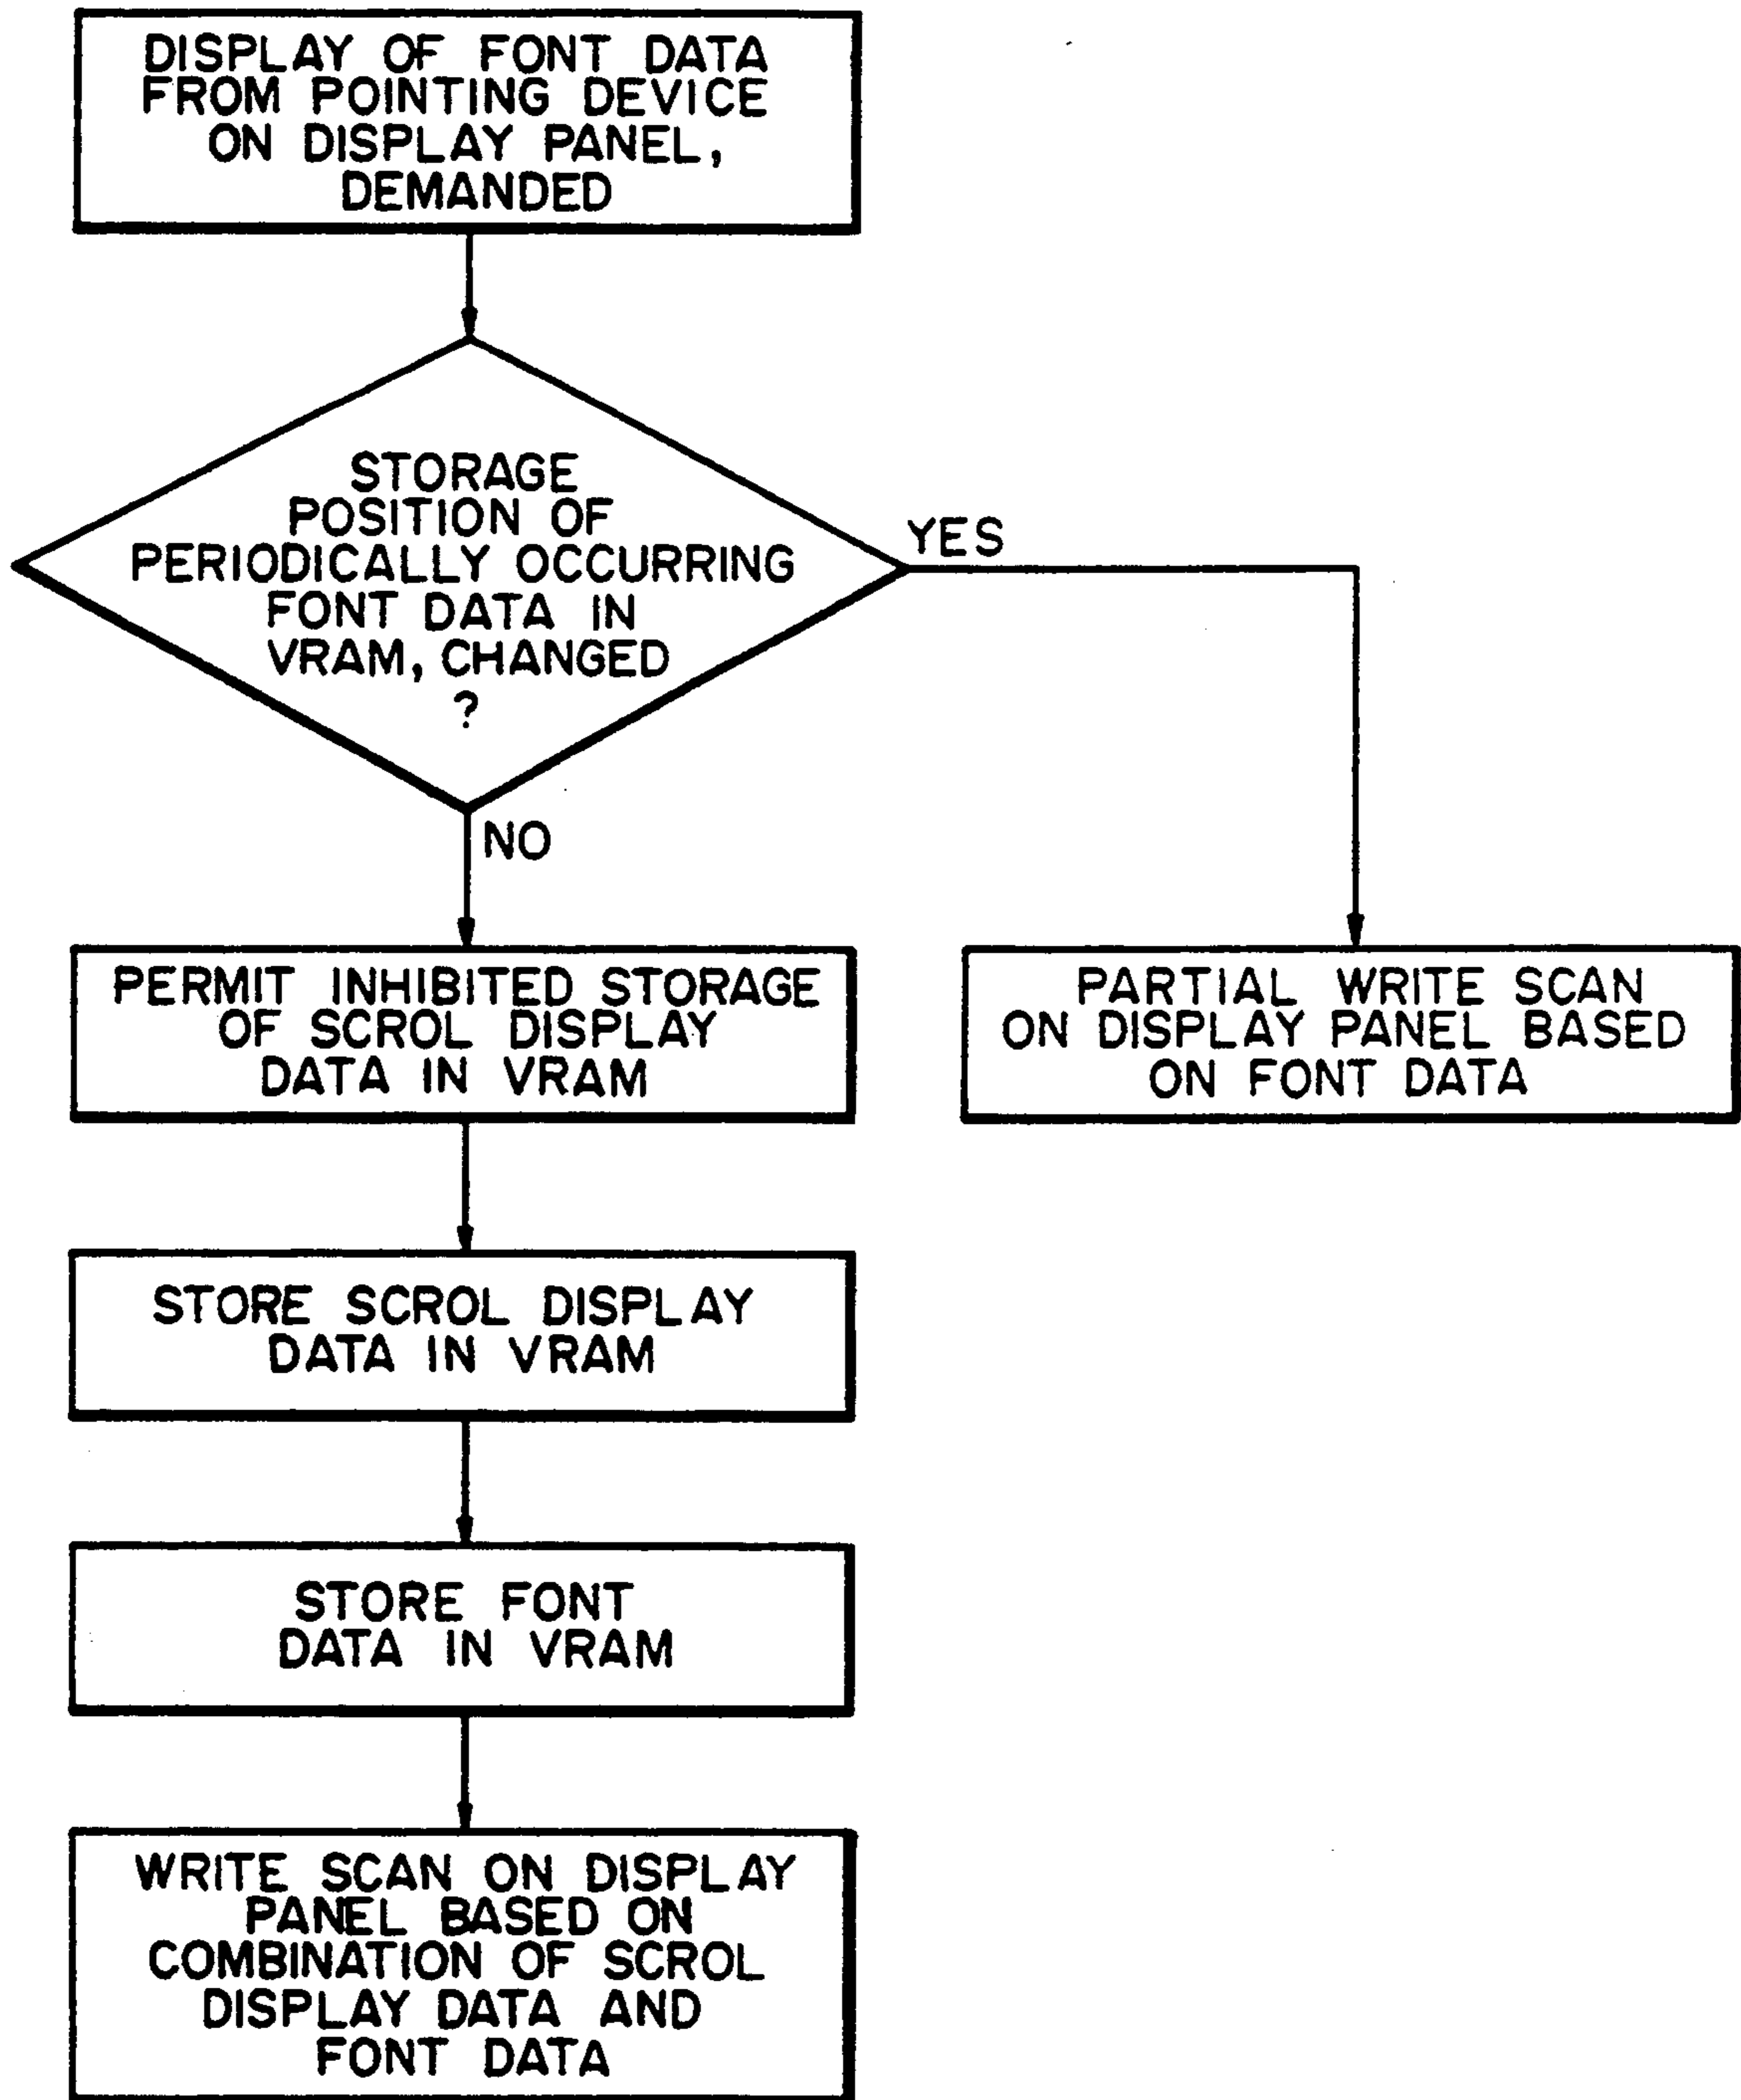 DISPLAY OF FONT DATA
FROM POINTING DEVICE
ON DISPLAY PANEL,
DEMANDED
STORAGE
POSITION OF
PERIODICALLY OCCURRING
FONT DATA IN
VRAM, CHANGED
?
YES
NO
PERMIT INHIBITED STORAGE
OF SCROL DISPLAY
DATA IN VRAM
PARTIAL WRITE SCAN
ON DISPLAY PANEL BASED
ON FONT DATA
STORE SCROL DISPLAY
DATA IN VRAM
STORE FONT
DATA IN VRAM
WRITE SCAN ON DISPLAY
PANEL BASED ON
COMBINATION OF SCROL
DISPLAY DATA AND
FONT DATA